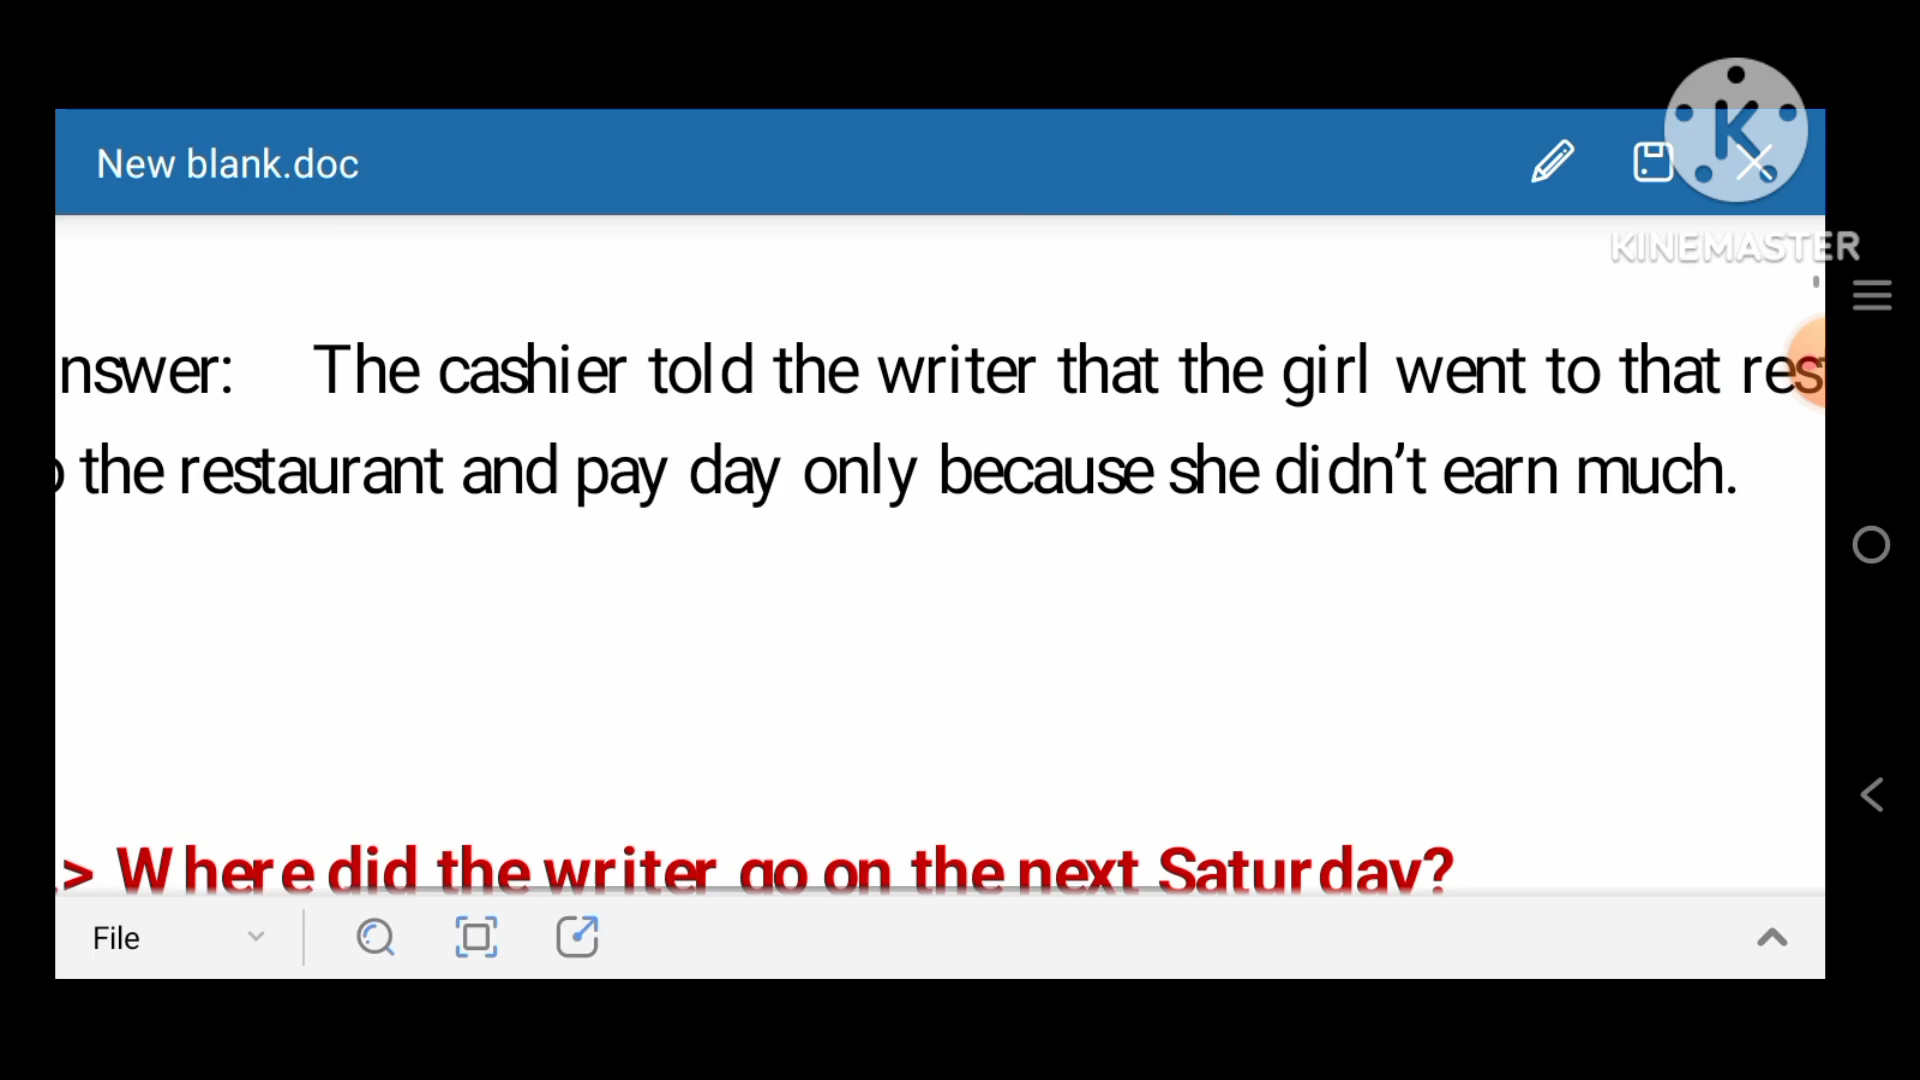 New blank.doc
KINEMASTER
nswer: The cashier told the writer that the girl went to that res
the restaurant and pay day only because she didn't earn much.
> Where did the writer go on the next Saturday?
File